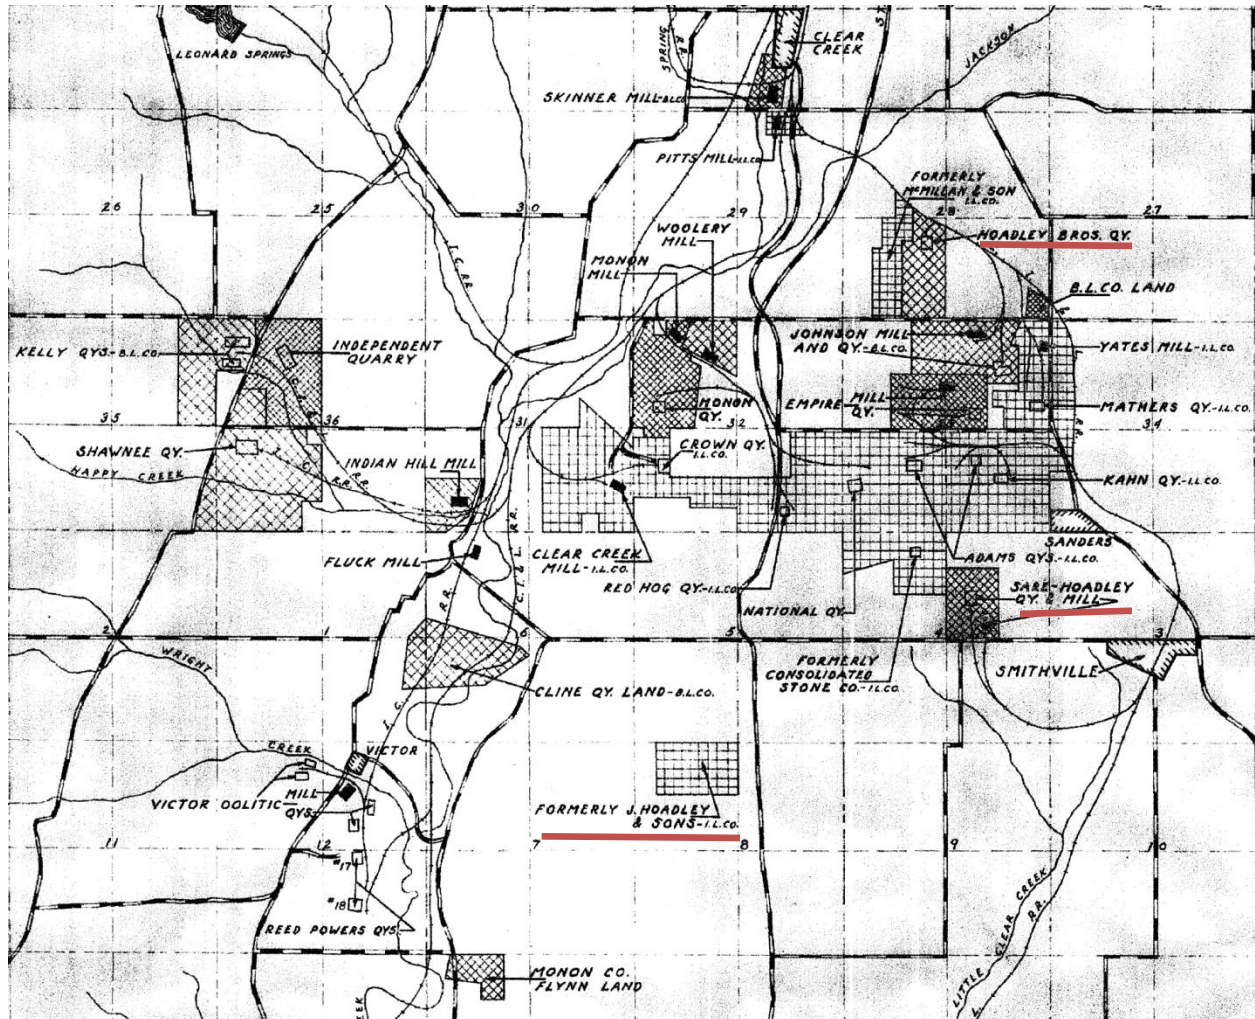 LEONARD SPRINGS
SPRING
R.R.
CLEAR
CREEK
JACKSON
ST.
SKINNER MILL-B.L.CO.
PITTS MILL-I.L.CO.
FORMERLY
McMILLAN & SON
I.L.CO.
26
25
30
29
28
27
HOADLEY BROS. QY.
WOOLERY
MILL
MONON
MILL
I. C. RR.
B.L.CO. LAND
KELLY QYS.-B.L.CO.
INDEPENDENT
QUARRY
JOHNSON MILL
AND QY.-B.L.CO.
YATES MILL-I.L.CO.
MONON
QY.
EMPIRE
MILL
QY.
MATHERS QY.-I.L.CO.
35
36
31
32
33
34
SHAWNEE QY.
HAPPY CREEK
INDIAN HILL MILL
CROWN QY.
I.L.CO.
KAHN QY.-I.L.CO.
C. I. & L. RR.
SANDERS
FLUCK MILL
CLEAR CREEK
MILL-I.L.CO.
RED HOG QY.-I.L.CO.
ADAMS QYS.-I.L.CO.
NATIONAL QY.
SARE-HOADLEY
QY. & MILL
2
1
6
5
4
3
WRIGHT
CLINE QY. LAND-B.L.CO.
FORMERLY
CONSOLIDATED
STONE CO.-I.L.CO.
SMITHVILLE
CREEK
VICTOR
VICTOR OOLITIC
MILL
QYS.
FORMERLY J. HOADLEY
& SONS-I.L.CO.
11
12
7
8
9
10
#17
#18
REED POWERS QYS.
LITTLE CLEAR CREEK
RR.
MONON CO.
FLYNN LAND